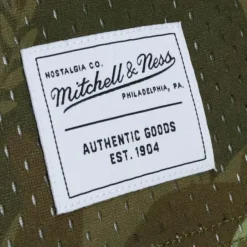 NOSTALGIA CO.
Mitchell & Ness
PHILADELPHIA, PA.
AUTHENTIC GOODS
EST. 1904